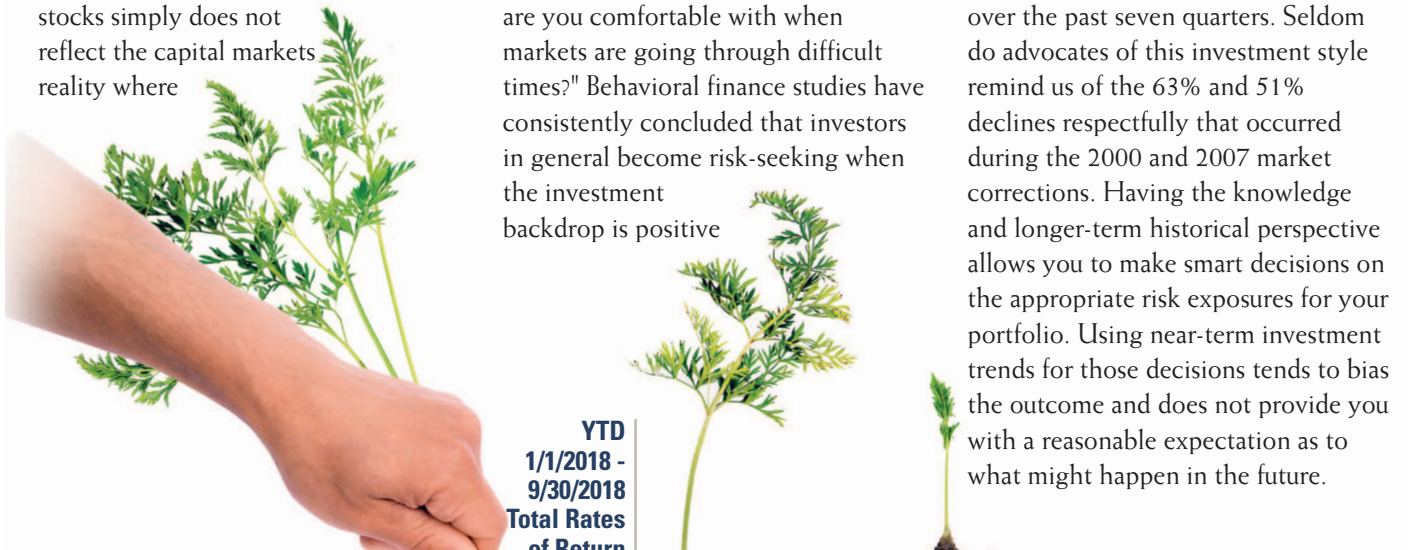 stocks simply does not
reflect the capital markets
reality where
are you comfortable with when
markets are going through difficult
times?" Behavioral finance studies have
consistently concluded that investors
in general become risk-seeking when
the investment
backdrop is positive
YTD
1/1/2018 -
9/30/2018
Total Rates
of Return
over the past seven quarters. Seldom
do advocates of this investment style
remind us of the 63% and 51%
declines respectfully that occurred
during the 2000 and 2007 market
corrections. Having the knowledge
and longer-term historical perspective
allows you to make smart decisions on
the appropriate risk exposures for your
portfolio. Using near-term investment
trends for those decisions tends to bias
the outcome and does not provide you
with a reasonable expectation as to
what might happen in the future.